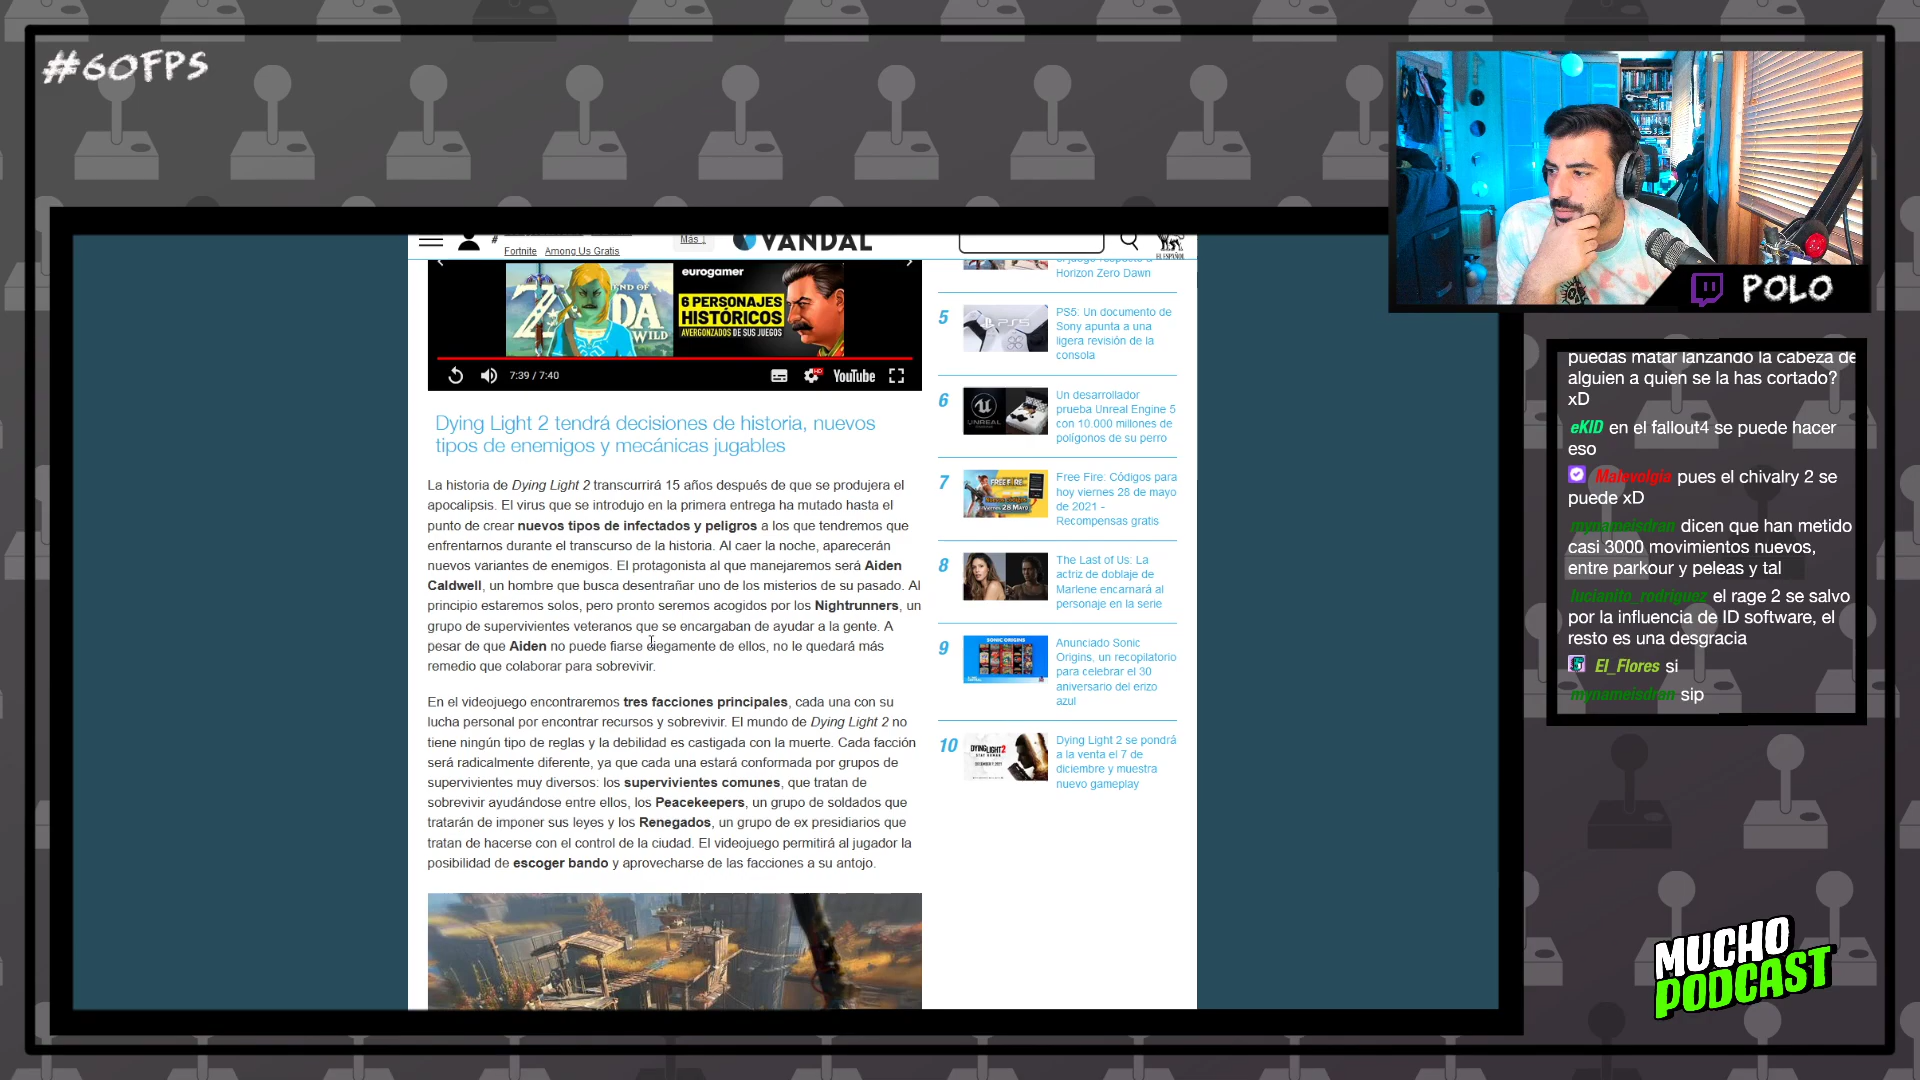 #60FPS
#
Fortnite Among Us Gratis
Más ↓
VANDAL
EL ESPAÑOL
eurogamer
6 PERSONAJES
HISTÓRICOS
AVERGONZADOS DE SUS JUEGOS
END OF
ZELDA
WILD
7:39 / 7:40
HD
YouTube
Dying Light 2 tendrá decisiones de historia, nuevos
tipos de enemigos y mecánicas jugables
La historia de Dying Light 2 transcurrirá 15 años después de que se produjera el
apocalipsis. El virus que se introdujo en la primera entrega ha mutado hasta el
punto de crear nuevos tipos de infectados y peligros a los que tendremos que
enfrentarnos durante el transcurso de la historia. Al caer la noche, aparecerán
nuevas variantes de enemigos. El protagonista al que manejaremos será Aiden
Caldwell, un hombre que busca desentrañar uno de los misterios de su pasado. Al
principio estaremos solos, pero pronto seremos acogidos por los Nightrunners, un
grupo de supervivientes veteranos que se encargaban de ayudar a la gente. A
pesar de que Aiden no puede fiarse ciegamente de ellos, no le quedará más
remedio que colaborar para sobrevivir.
En el videojuego encontraremos tres facciones principales, cada una con su
lucha personal por encontrar recursos y sobrevivir. El mundo de Dying Light 2 no
tiene ningún tipo de reglas y la debilidad es castigada con la muerte. Cada facción
será radicalmente diferente, ya que cada una estará conformada por grupos de
supervivientes muy diversos: los supervivientes comunes, que tratan de
sobrevivir ayudándose entre ellos, los Peacekeepers, un grupo de soldados que
tratarán de imponer sus leyes y los Renegados, un grupo de ex presidiarios que
tratan de hacerse con el control de la ciudad. El videojuego permitirá al jugador la
posibilidad de escoger bando y aprovecharse de las facciones a su antojo.
el juego respecto a
Horizon Zero Dawn
5
PS5
PS5: Un documento de
Sony apunta a una
ligera revisión de la
consola
6
UNREAL
Un desarrollador
prueba Unreal Engine 5
con 10.000 millones de
polígonos de su perro
7
FREE FIRE
Free Fire: Códigos para
hoy viernes 28 de mayo
de 2021 -
Recompensas gratis
8
The Last of Us: La
actriz de doblaje de
Marlene encarnará al
personaje en la serie
9
SONIC ORIGINS
Anunciado Sonic
Origins, un recopilatorio
para celebrar el 30
aniversario del erizo
azul
10
DYING LIGHT 2
Dying Light 2 se pondrá
a la venta el 7 de
diciembre y muestra
nuevo gameplay
POLO
puedas matar lanzando la cabeza de
alguien a quien se la has cortado?
xD
eKID en el fallout4 se puede hacer
eso
Malevolgia pues el chivalry 2 se
puede xD
mynameisdran dicen que han metido
casi 3000 movimientos nuevos,
entre parkour y peleas y tal
lucianito_rodriguez el rage 2 se salvo
por la influencia de ID software, el
resto es una desgracia
El_Flores si
mynameisdran sip
MUCHO
PODCAST